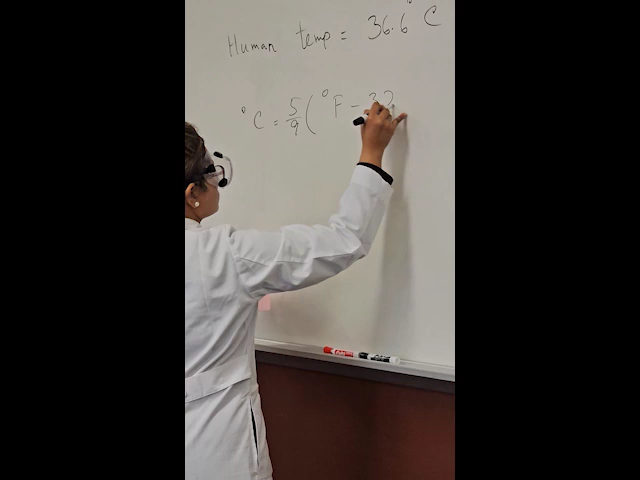 Human temp = 36.6° C
°C = 5/9 ( °F - 32